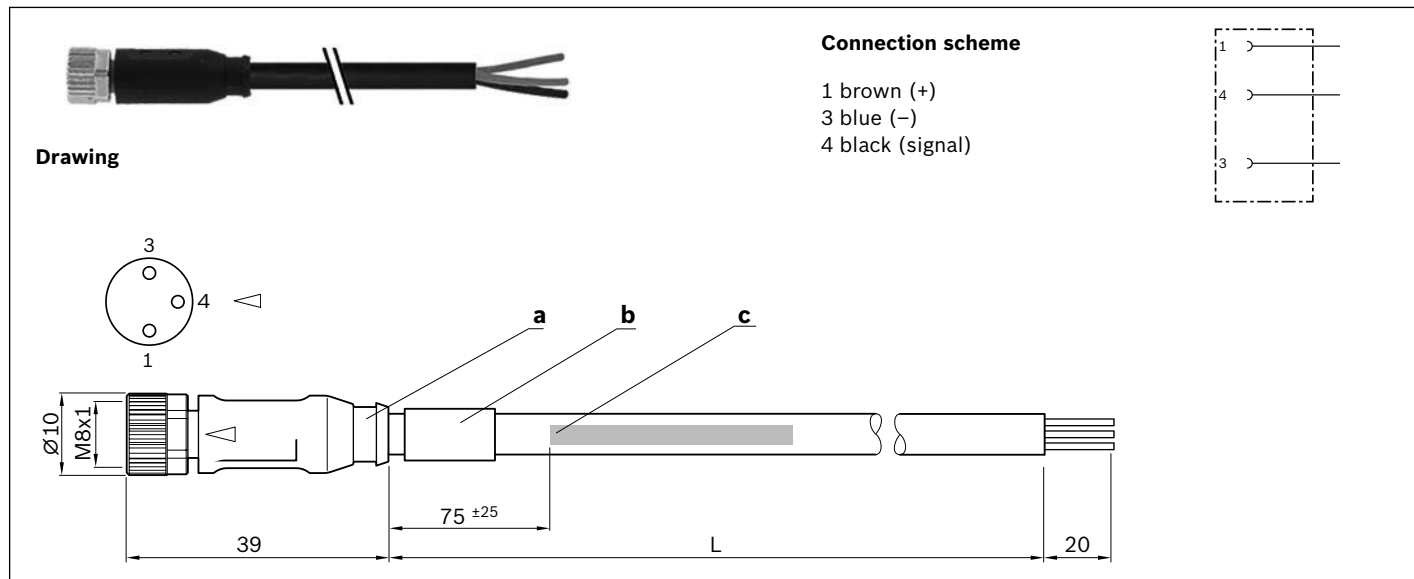 Connection scheme
1 brown (+)
3 blue (−)
4 black (signal)
1
4
3
Drawing
3
4
1
a
b
c
Ø10
M8x1
75 ±25
39
L
20